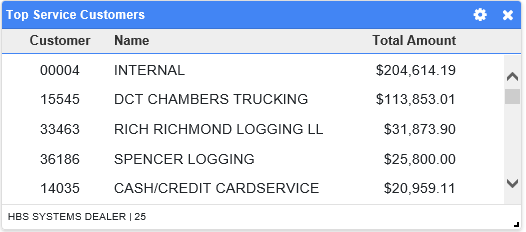 Top Service Customers
Customer Name Total Amount
00004 INTERNAL $204,614.19
15545 DCT CHAMBERS TRUCKING $113,853.01
33463 RICH RICHMOND LOGGING LL $31,873.90
36186 SPENCER LOGGING $25,800.00
14035 CASH/CREDIT CARDSERVICE $20,959.11
HBS SYSTEMS DEALER | 25